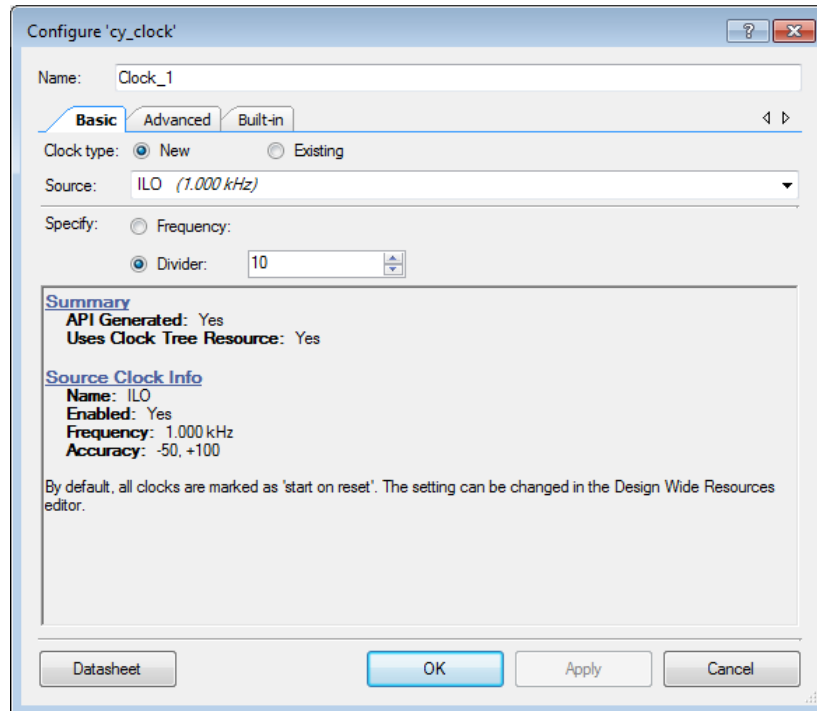 Configure 'cy_clock'
Name: Clock_1
Basic Advanced Built-in
Clock type: New Existing
Source: ILO (1.000 kHz)
Specify: Frequency:
Divider: 10
Summary
API Generated: Yes
Uses Clock Tree Resource: Yes
Source Clock Info
Name: ILO
Enabled: Yes
Frequency: 1.000 kHz
Accuracy: -50, +100
By default, all clocks are marked as 'start on reset'. The setting can be changed in the Design Wide Resources
editor.
Datasheet OK Apply Cancel